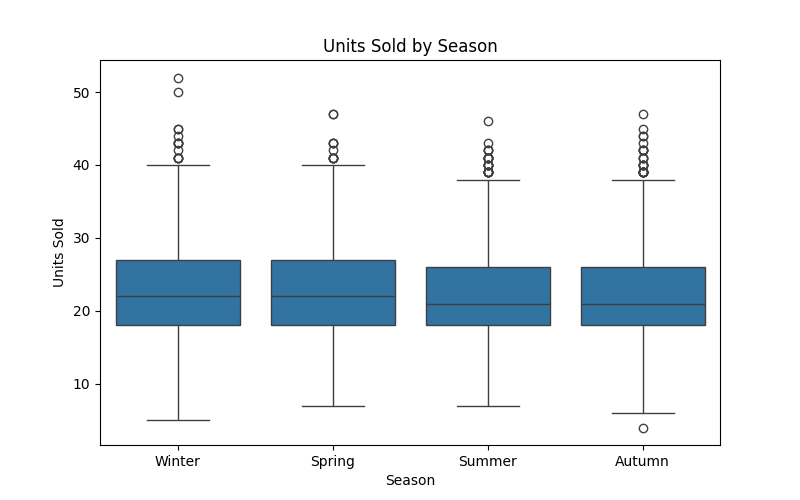 Units Sold by Season
Units Sold
50
40
30
20
10
Winter
Spring
Summer
Autumn
Season